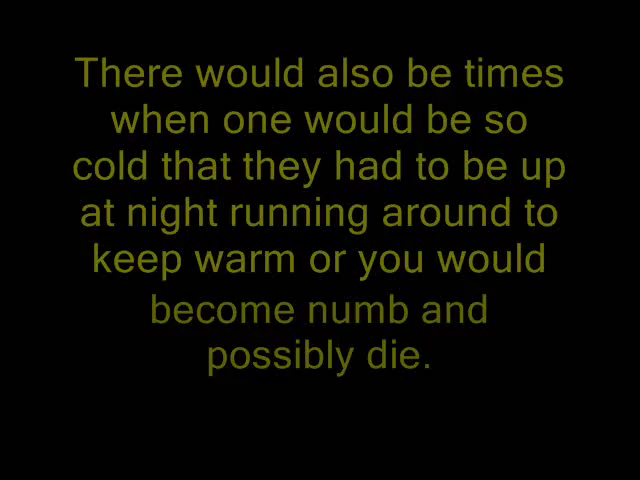 There would also be times
when one would be so
cold that they had to be up
at night running around to
keep warm or you would
become numb and
possibly die.